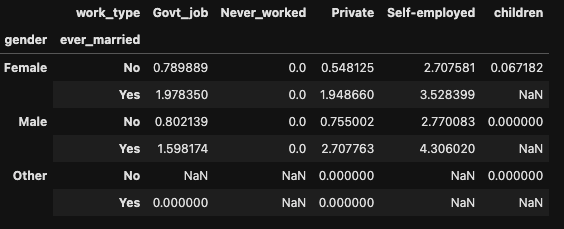 work_type Govt_job Never_worked Private Self-employed children
gender ever_married
Female No 0.789889 0.0 0.548125 2.707581 0.067182
Yes 1.978350 0.0 1.948660 3.528399 NaN
Male No 0.802139 0.0 0.755002 2.770083 0.000000
Yes 1.598174 0.0 2.707763 4.306020 NaN
Other No NaN NaN 0.000000 NaN 0.000000
Yes 0.000000 NaN 0.000000 NaN NaN